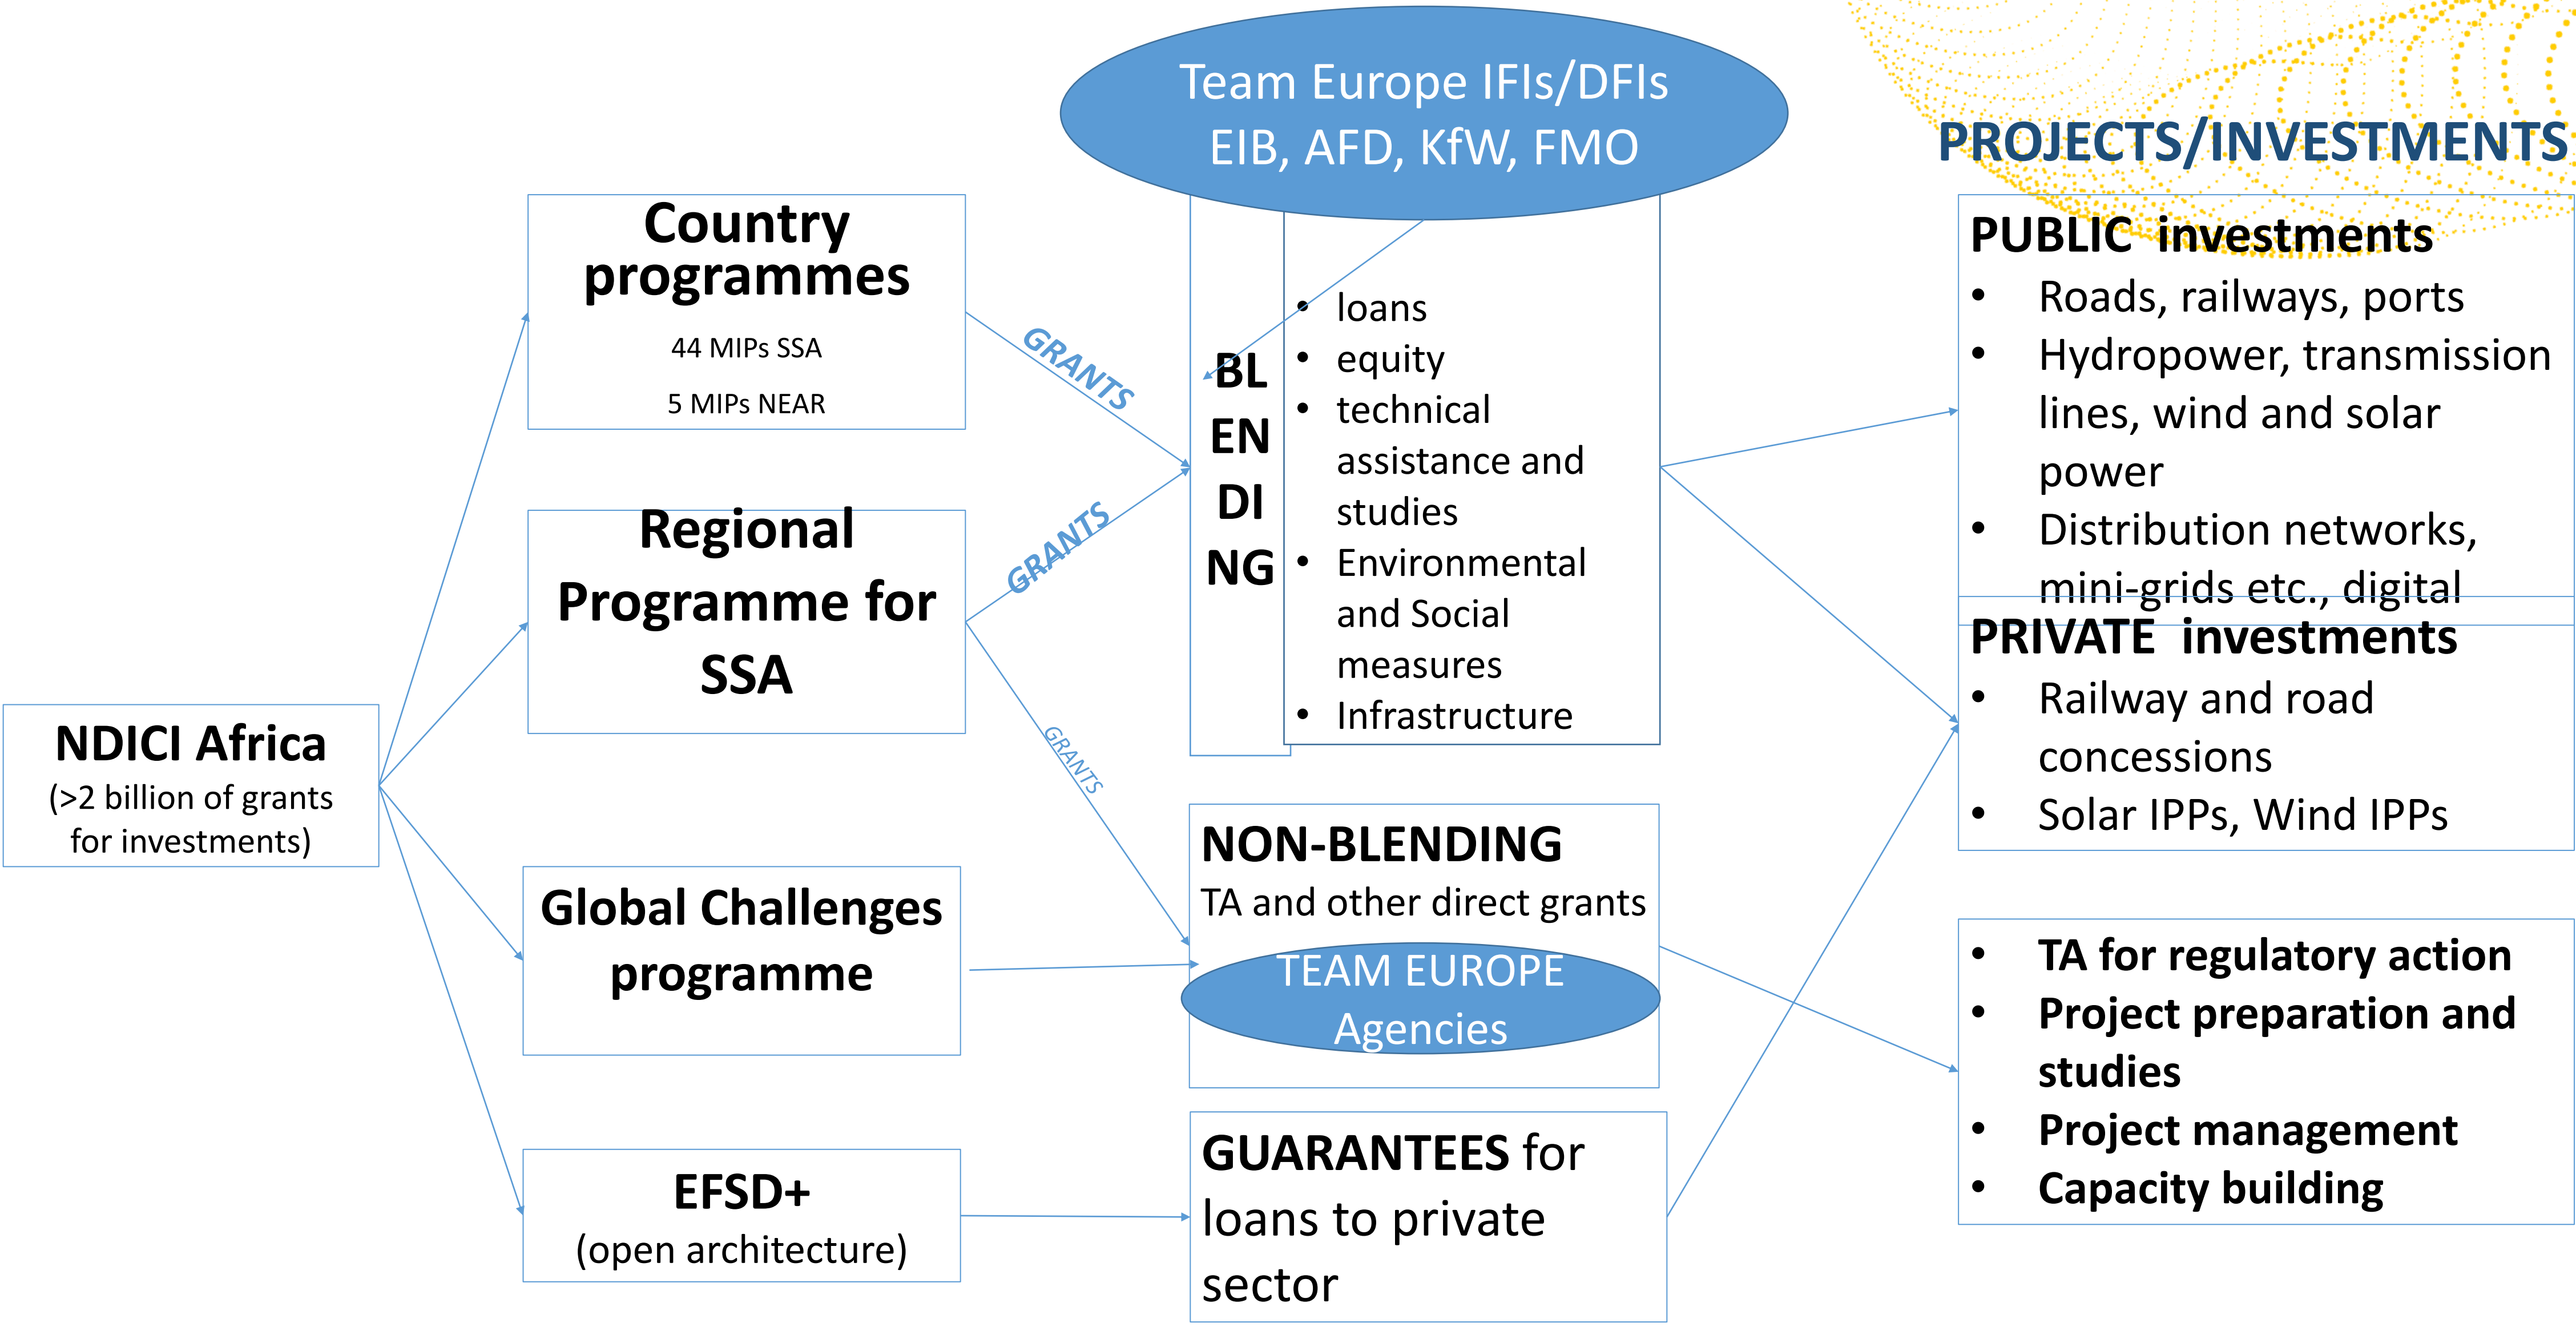 Team Europe IFIs/DFIs
EIB, AFD, KfW, FMO
PROJECTS/INVESTMENTS
NDICI Africa
(>2 billion of grants
for investments)
Country
programmes
44 MIPs SSA
5 MIPs NEAR
Regional
Programme for
SSA
Global Challenges
programme
EFSD+
(open architecture)
GRANTS
GRANTS
GRANTS
BL
EN
DI
NG
• loans
• equity
• technical
assistance and
studies
• Environmental
and Social
measures
• Infrastructure
NON-BLENDING
TA and other direct grants
TEAM EUROPE
Agencies
GUARANTEES for
loans to private
sector
PUBLIC investments
• Roads, railways, ports
• Hydropower, transmission
lines, wind and solar
power
• Distribution networks,
mini-grids etc., digital
PRIVATE investments
• Railway and road
concessions
• Solar IPPs, Wind IPPs
• TA for regulatory action
• Project preparation and
studies
• Project management
• Capacity building